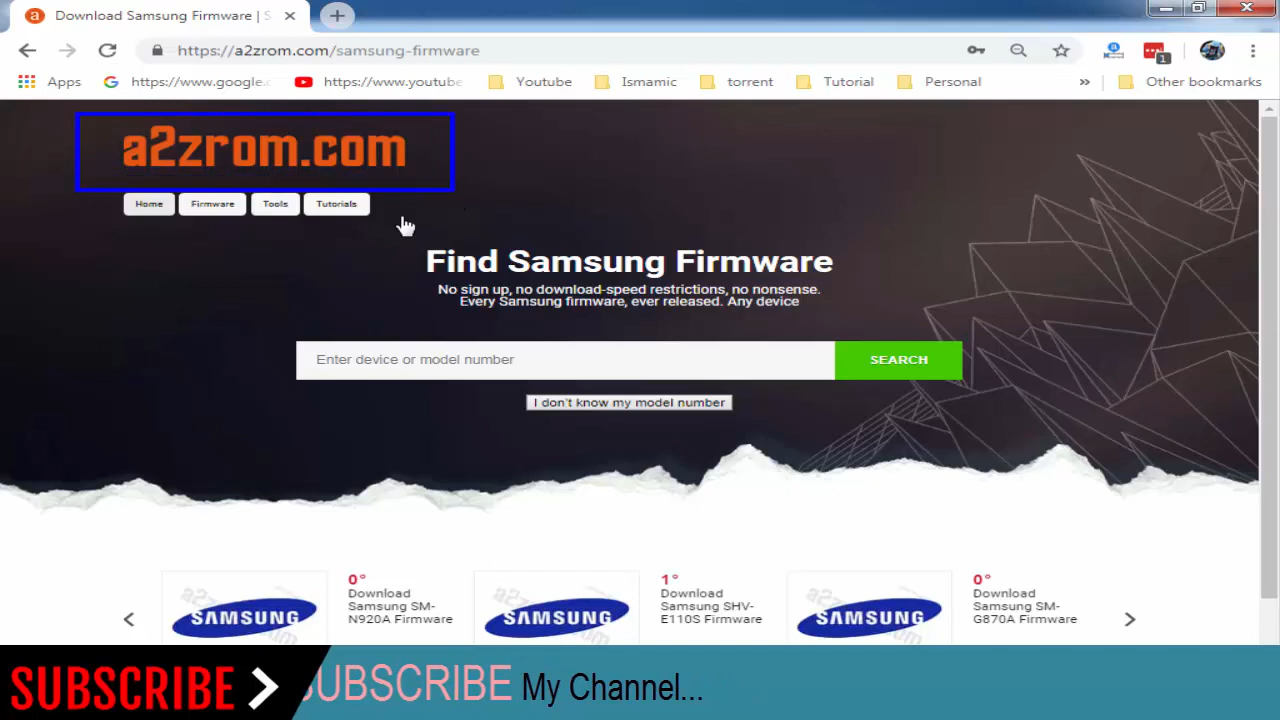 Download Samsung Firmware | S
https://a2zrom.com/samsung-firmware
1
Apps
https://www.google.c
https://www.youtube
Youtube
Ismamic
torrent
Tutorial
Personal
»
Other bookmarks
a2zrom.com
Home
Firmware
Tools
Tutorials
Find Samsung Firmware
No sign up, no download-speed restrictions, no nonsense.
Every Samsung firmware, ever released. Any device
Enter device or model number
SEARCH
I don't know my model number
SAMSUNG
0°
Download
Samsung SM-
N920A Firmware
SAMSUNG
1°
Download
Samsung SHV-
E110S Firmware
SAMSUNG
0°
Download
Samsung SM-
G870A Firmware
SUBSCRIBE
SUBSCRIBE My Channel...